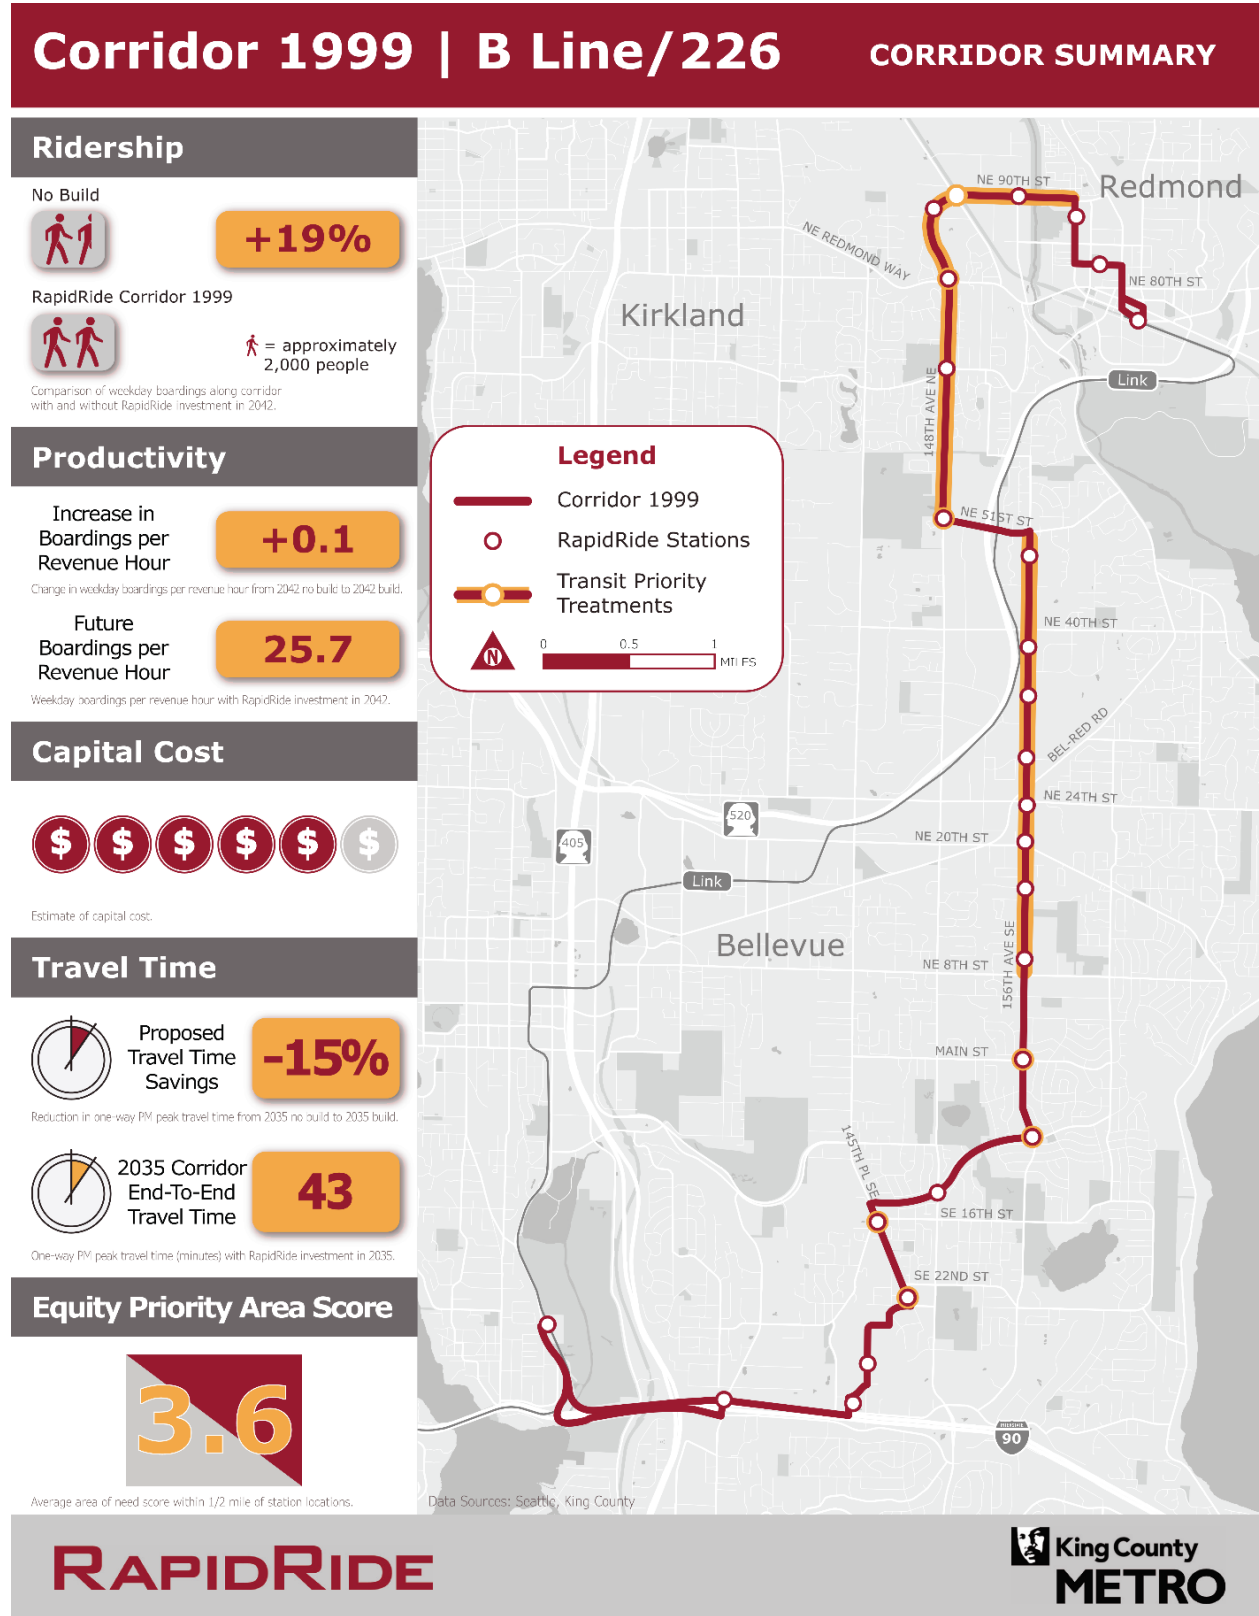 Corridor 1999 | B Line/226
CORRIDOR SUMMARY
Ridership
No Build
+19%
RapidRide Corridor 1999
= approximately
2,000 people
Comparison of weekday boardings along corridor
with and without RapidRide investment in 2042.
Productivity
Increase in
Boardings per
Revenue Hour
+0.1
Change in weekday boardings per revenue hour from 2042 no build to 2042 build.
Future
Boardings per
Revenue Hour
25.7
Weekday boardings per revenue hour with RapidRide investment in 2042.
Capital Cost
$ $ $ $ $ $
Estimate of capital cost.
Travel Time
Proposed
Travel Time
Savings
-15%
Reduction in one-way PM peak travel time from 2035 no build to 2035 build.
2035 Corridor
End-To-End
Travel Time
43
One-way PM peak travel time (minutes) with RapidRide investment in 2035.
Equity Priority Area Score
3.6
Average area of need score within 1/2 mile of station locations.
NE 90TH ST
Redmond
NE REDMOND WAY
NE 80TH ST
Kirkland
Link
148TH AVE NE
Legend
Corridor 1999
RapidRide Stations
Transit Priority
Treatments
N
0 0.5 1
MILES
NE 51ST ST
NE 40TH ST
BEL-RED RD
NE 24TH ST
520
NE 20TH ST
405
Link
Bellevue
156TH AVE SE
NE 8TH ST
MAIN ST
145TH PL SE
SE 16TH ST
SE 22ND ST
INTERSTATE
90
Data Sources: Seattle, King County
RAPIDRIDE
King County
METRO